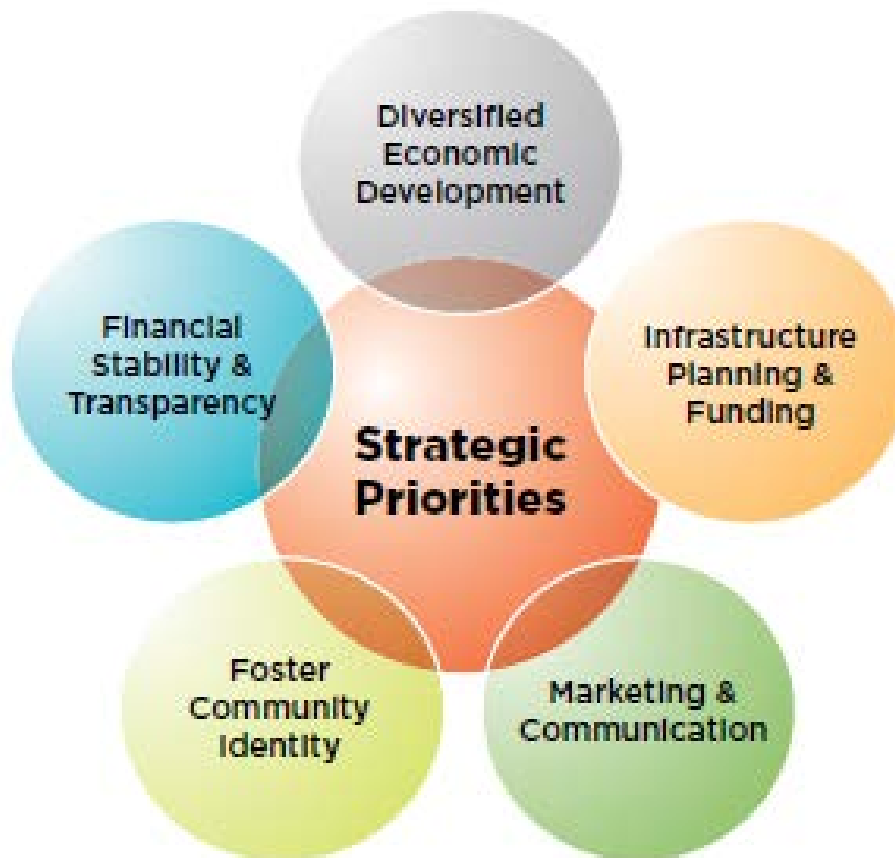 Diversified
Economic
Development
Infrastructure
Planning &
Funding
Marketing &
Communication
Foster
Community
Identity
Financial
Stability &
Transparency
Strategic
Priorities